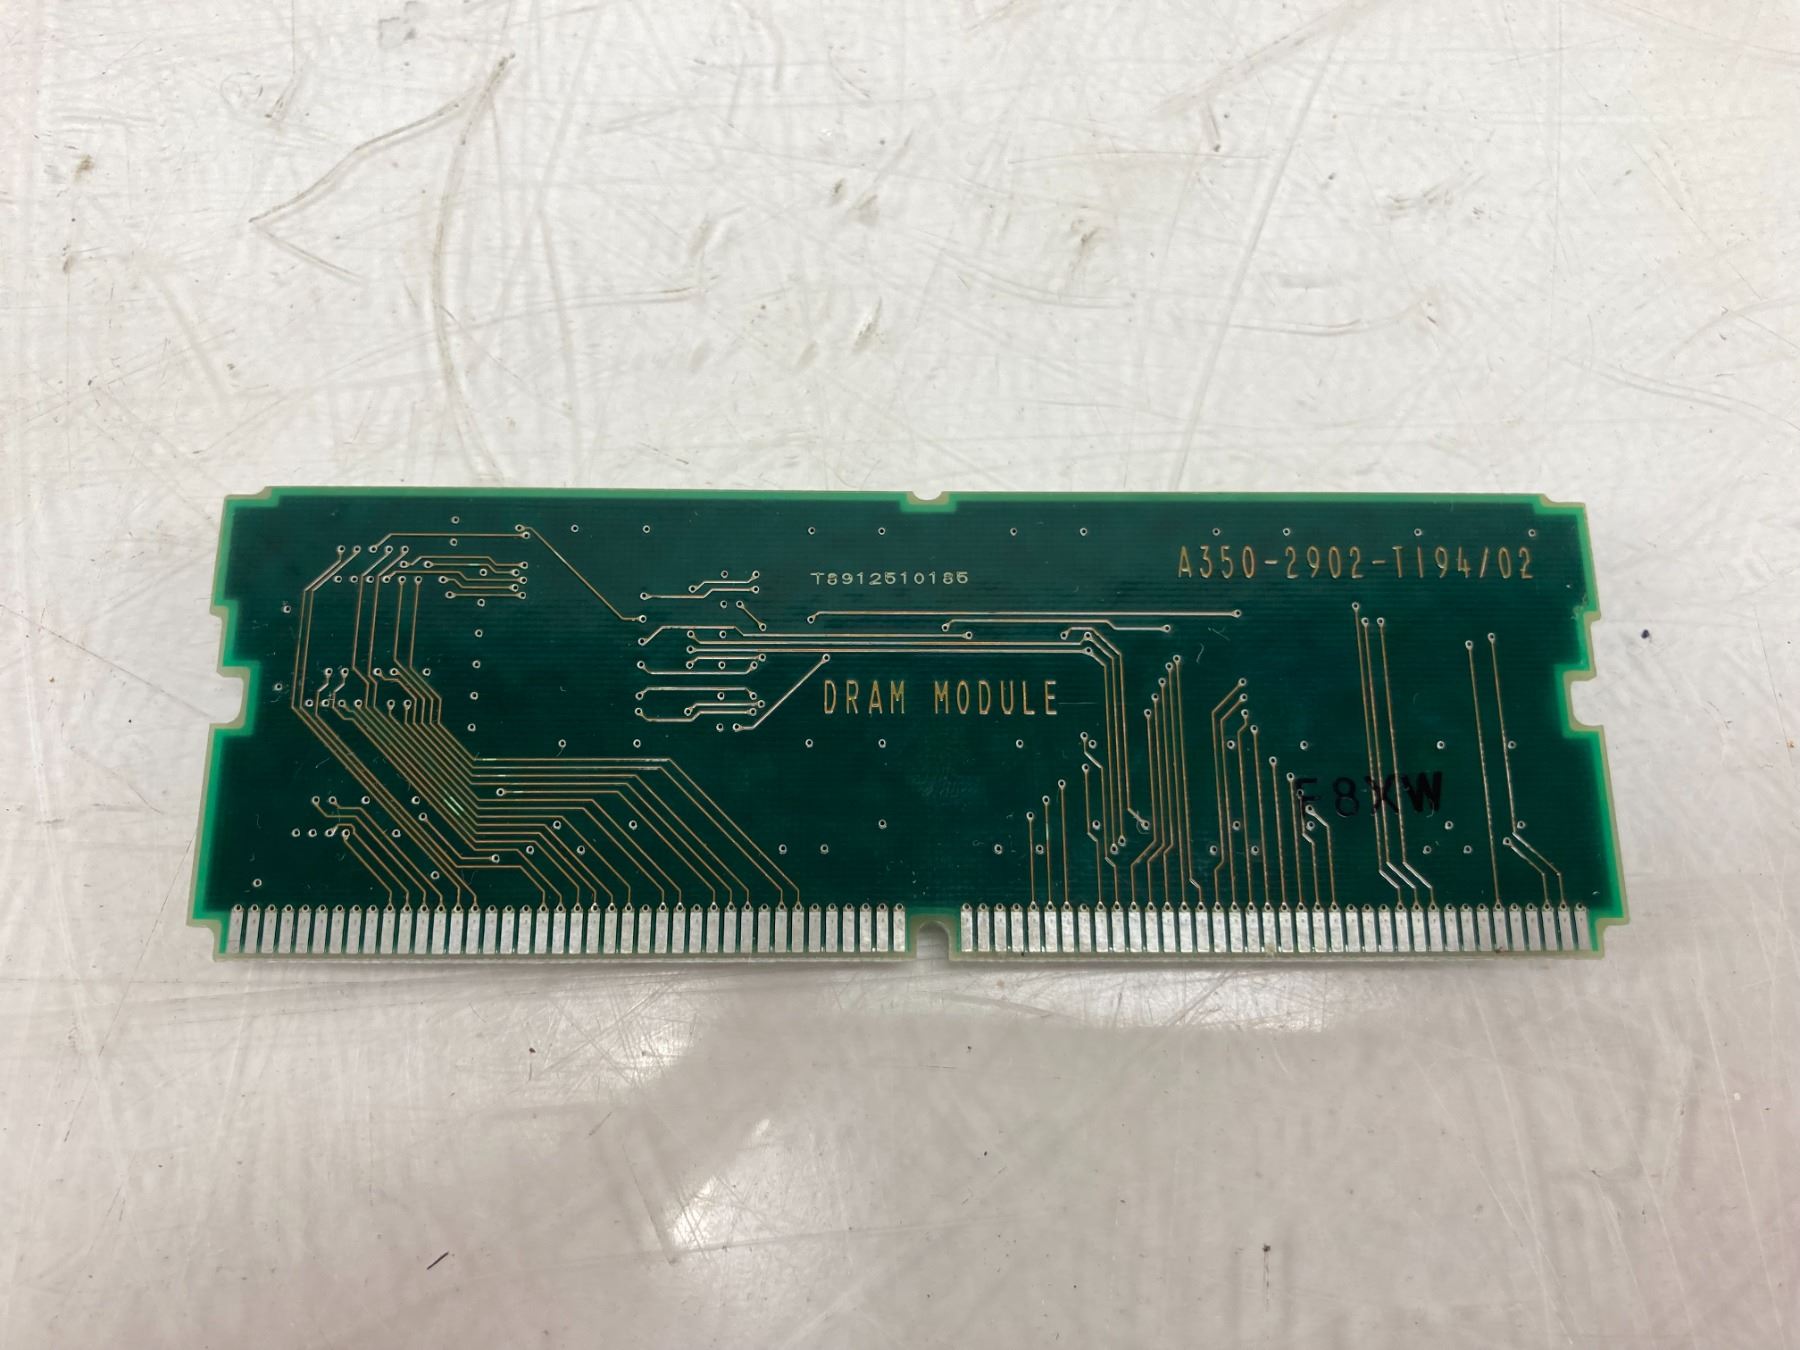 A350-2902-T194/02
T8912510185
DRAM MODULE
F8XW